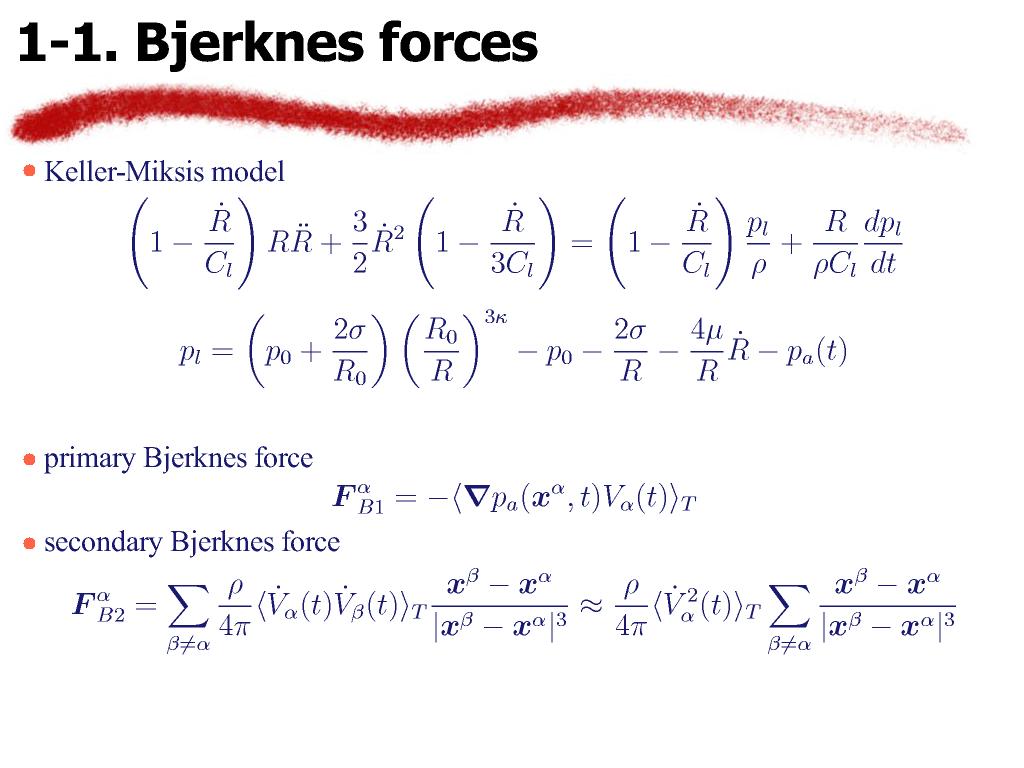 1-1. Bjerknes forces
• Keller-Miksis model
$\left(1 - \frac{\dot{R}}{C_l}\right) R\ddot{R} + \frac{3}{2}\dot{R}^2 \left(1 - \frac{\dot{R}}{3C_l}\right) = \left(1 - \frac{\dot{R}}{C_l}\right) \frac{p_l}{\rho} + \frac{R}{\rho C_l}\frac{dp_l}{dt}$
$p_l = \left(p_0 + \frac{2\sigma}{R_0}\right)\left(\frac{R_0}{R}\right)^{3\kappa} - p_0 - \frac{2\sigma}{R} - \frac{4\mu}{R}\dot{R} - p_a(t)$
• primary Bjerknes force
$\boldsymbol{F}_{B1}^{\alpha} = -\langle \boldsymbol{\nabla} p_a(\boldsymbol{x}^{\alpha}, t) V_{\alpha}(t) \rangle_T$
• secondary Bjerknes force
$\boldsymbol{F}_{B2}^{\alpha} = \sum_{\beta \neq \alpha} \frac{\rho}{4\pi} \langle \dot{V}_{\alpha}(t) \dot{V}_{\beta}(t) \rangle_T \frac{\boldsymbol{x}^{\beta} - \boldsymbol{x}^{\alpha}}{|\boldsymbol{x}^{\beta} - \boldsymbol{x}^{\alpha}|^3} \approx \frac{\rho}{4\pi} \langle \dot{V}_{\alpha}^2(t) \rangle_T \sum_{\beta \neq \alpha} \frac{\boldsymbol{x}^{\beta} - \boldsymbol{x}^{\alpha}}{|\boldsymbol{x}^{\beta} - \boldsymbol{x}^{\alpha}|^3}$